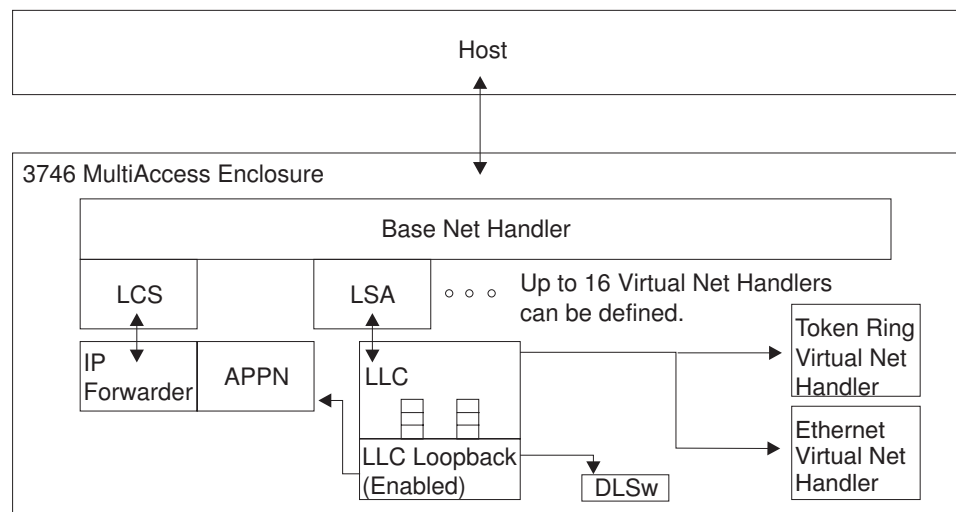 Host
3746 MultiAccess Enclosure
Base Net Handler
LCS
LSA
Up to 16 Virtual Net Handlers
can be defined.
IP
Forwarder
APPN
LLC
LLC Loopback
(Enabled)
DLSw
Token Ring
Virtual Net
Handler
Ethernet
Virtual Net
Handler